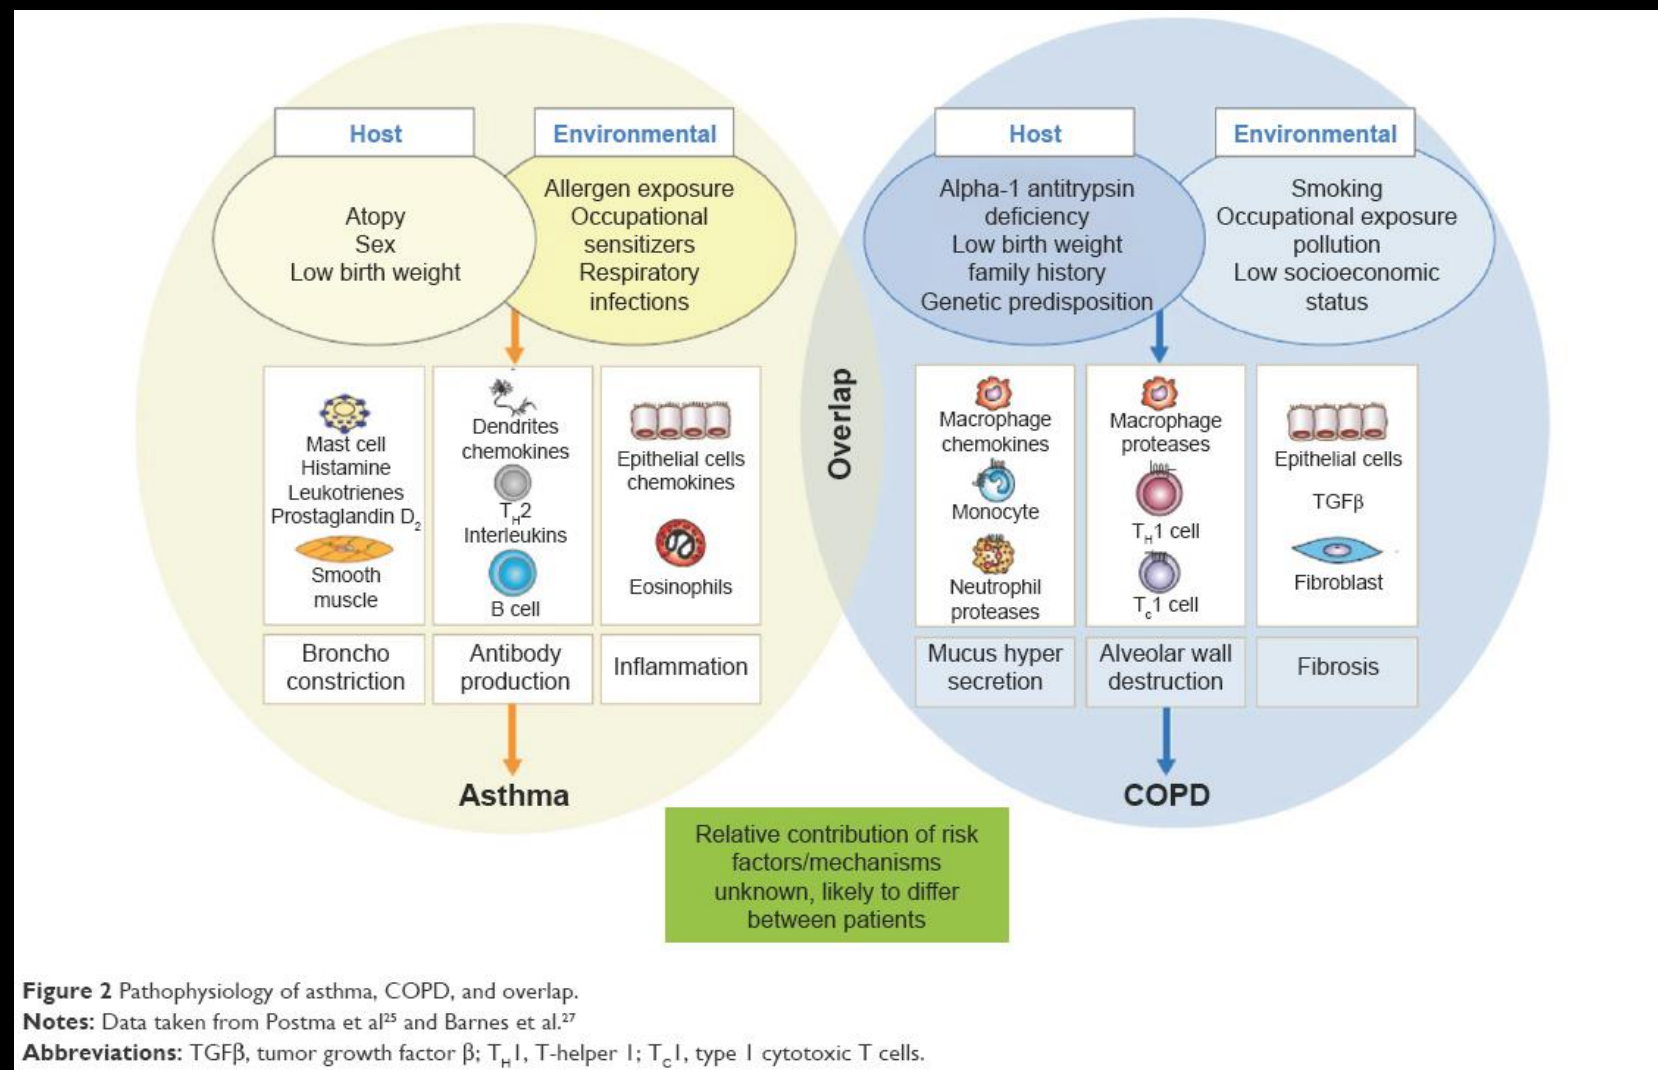 Host
Environmental
Atopy
Sex
Low birth weight
Allergen exposure
Occupational
sensitizers
Respiratory
infections
Host
Environmental
Alpha-1 antitrypsin
deficiency
Low birth weight
family history
Genetic predisposition
Smoking
Occupational exposure
pollution
Low socioeconomic
status
Mast cell
Histamine
Leukotrienes
Prostaglandin D₂
Smooth
muscle
Dendrites
chemokines
T_H2
Interleukins
B cell
Epithelial cells
chemokines
Eosinophils
Overlap
Macrophage
chemokines
Monocyte
Neutrophil
proteases
Macrophage
proteases
T_H1 cell
T_c1 cell
Epithelial cells
TGFβ
Fibroblast
Broncho
constriction
Antibody
production
Inflammation
Mucus hyper
secretion
Alveolar wall
destruction
Fibrosis
Asthma
COPD
Relative contribution of risk
factors/mechanisms
unknown, likely to differ
between patients
Figure 2 Pathophysiology of asthma, COPD, and overlap.
Notes: Data taken from Postma et al²⁵ and Barnes et al.²⁷
Abbreviations: TGFβ, tumor growth factor β; T_H1, T-helper 1; T_C1, type 1 cytotoxic T cells.